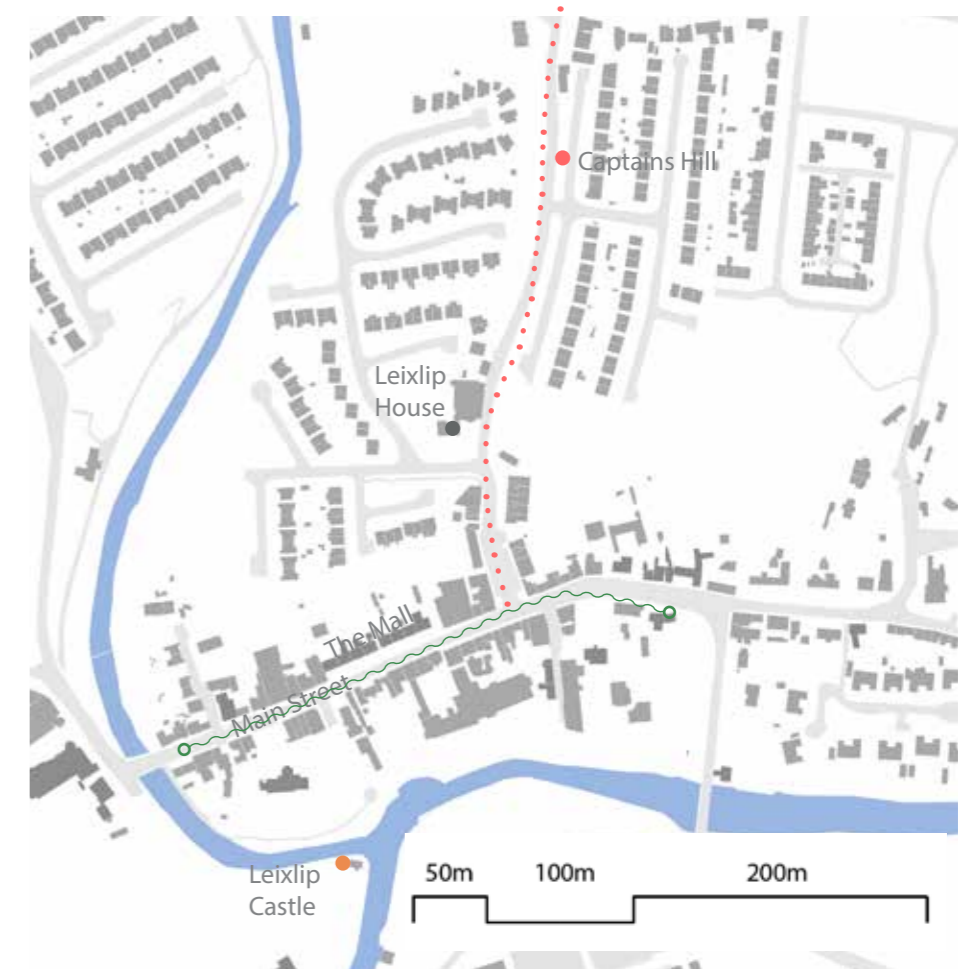 Captains Hill
Leixlip
House
The Mall
Main Street
Leixlip
Castle
50m 100m 200m